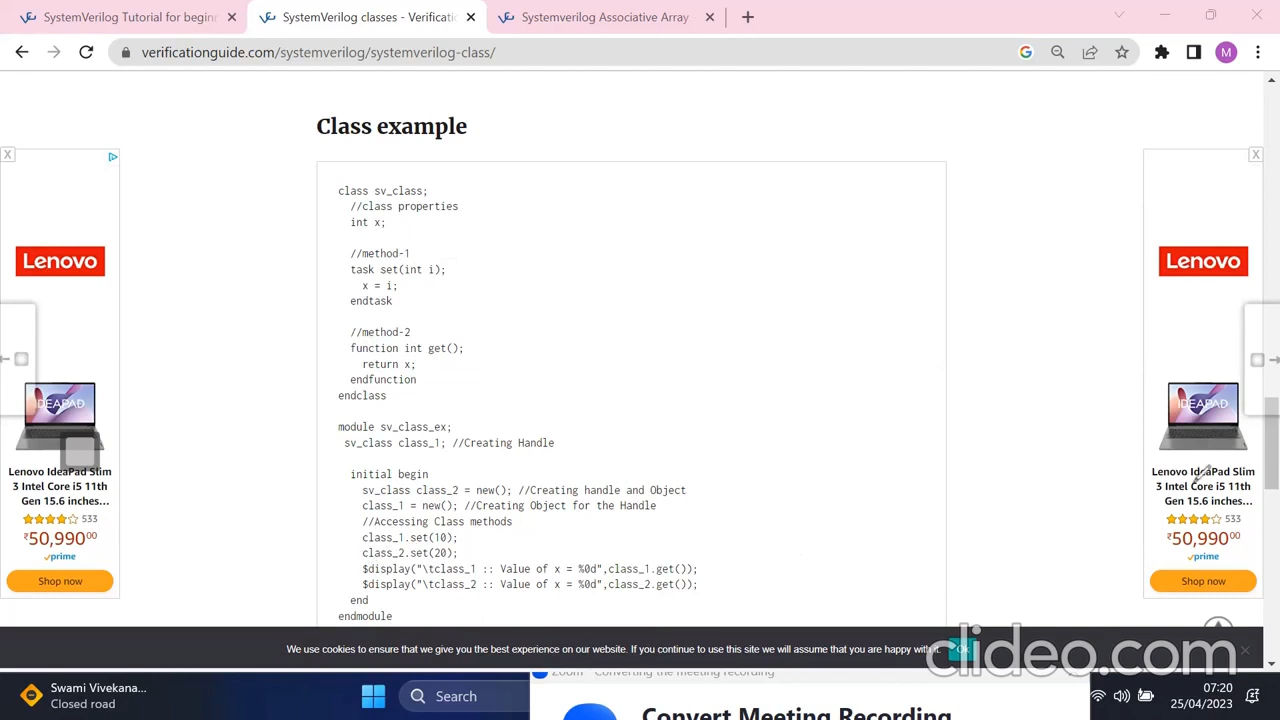 SystemVerilog Tutorial for beginn
SystemVerilog classes - Verificati
Systemverilog Associative Array
verificationguide.com/systemverilog/systemverilog-class/
M
Class example
class sv_class;
//class properties
int x;
//method-1
task set(int i);
x = i;
endtask
//method-2
function int get();
return x;
endfunction
endclass
module sv_class_ex;
sv_class class_1; //Creating Handle
initial begin
sv_class class_2 = new(); //Creating handle and Object
class_1 = new(); //Creating Object for the Handle
//Accessing Class methods
class_1.set(10);
class_2.set(20);
$display("\tclass_1 :: Value of x = %0d",class_1.get());
$display("\tclass_2 :: Value of x = %0d",class_2.get());
end
endmodule
Lenovo
IDEAPAD
Lenovo IdeaPad Slim
3 Intel Core i5 11th
Gen 15.6 inches...
533
₹50,990⁰⁰
prime
Shop now
Lenovo
IDEAPAD
Lenovo IdeaPad Slim
3 Intel Core i5 11th
Gen 15.6 inches...
533
₹50,990⁰⁰
prime
Shop now
We use cookies to ensure that we give you the best experience on our website. If you continue to use this site we will assume that you are happy with it.
Ok
clideo.com
Swami Vivekana...
Closed road
Search
Zoom - Converting the meeting recording
Convert Meeting Recording
07:20
25/04/2023